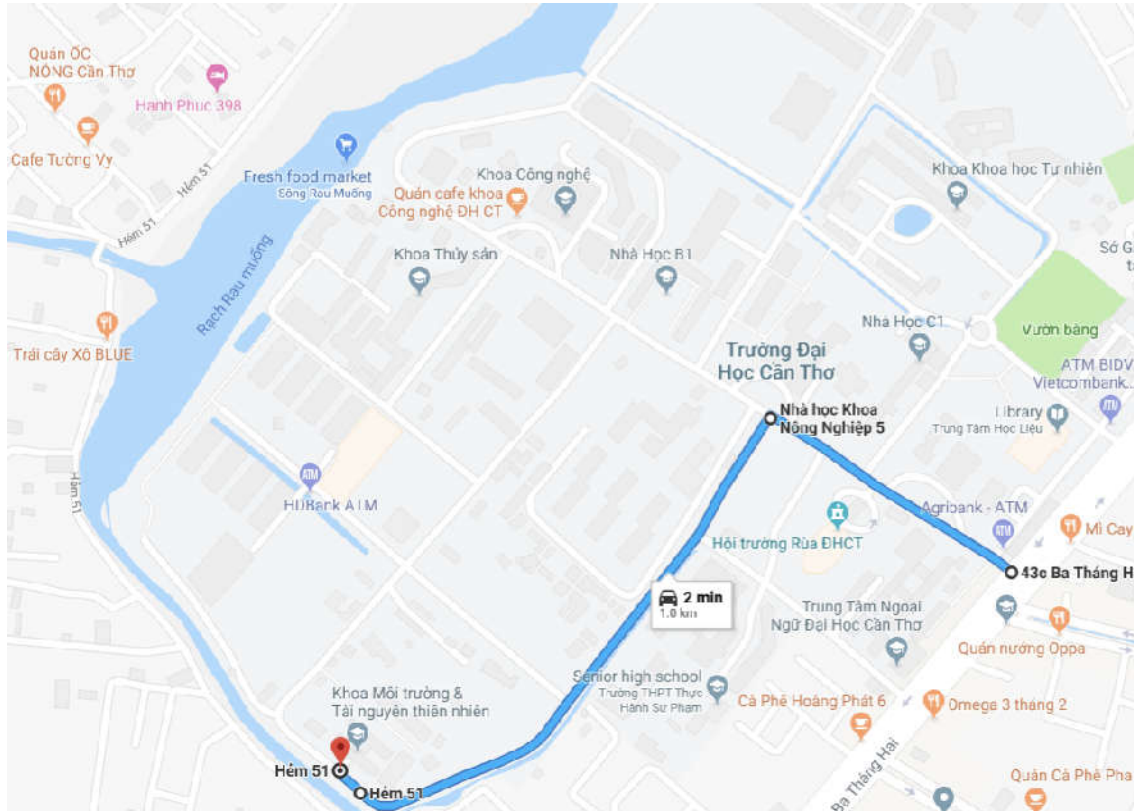 Quán ỐC
NÓNG Cần Thơ
Hạnh Phúc 398
Cafe Tường Vy
Hẻm 51
Fresh food market
Sông Rau Muống
Hẻm 51
Rạch Rau muống
Trái cây Xô BLUE
Khoa Công nghệ
Quán cafe khoa
Công nghệ ĐH CT
Khoa Thủy sản
Nhà Học B1
Khoa Khoa học Tự nhiên
Sở G
Nhà Học C1
Vườn bàng
Trường Đại
Học Cần Thơ
ATM BIDV
Vietcombank...
ATM
Nhà học Khoa
Nông Nghiệp 5
Library
Trung Tâm Học Liệu
Hẻm 51
ATM
HDBank ATM
Agribank - ATM
ATM
Hội trường Rùa ĐHCT
Mì Cay
43c Ba Tháng H
2 min
1.0 km
Trung Tâm Ngoại
Ngữ Đại Học Cần Thơ
Quán nướng Oppa
Senior high school
Trường THPT Thực
Hành Sư Phạm
Khoa Môi trường &
Tài nguyên thiên nhiên
Cà Phê Hoàng Phát 6
Omega 3 tháng 2
Hẻm 51
Hẻm 51
Ba Tháng Hai
Quán Cà Phê Pha